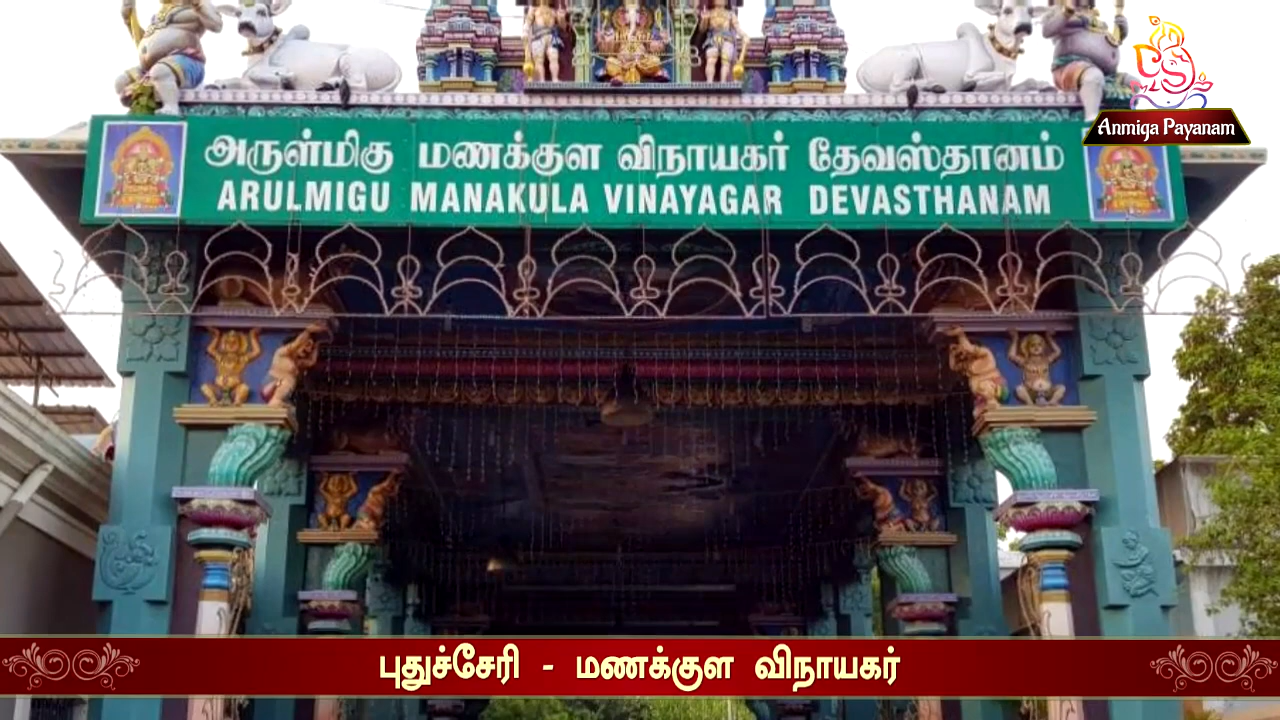 Anmiga Payanam
அருள்மிகு மணக்குள விநாயகர் தேவஸ்தானம்
ARULMIGU MANAKULA VINAYAGAR DEVASTHANAM
புதுச்சேரி - மணக்குள விநாயகர்